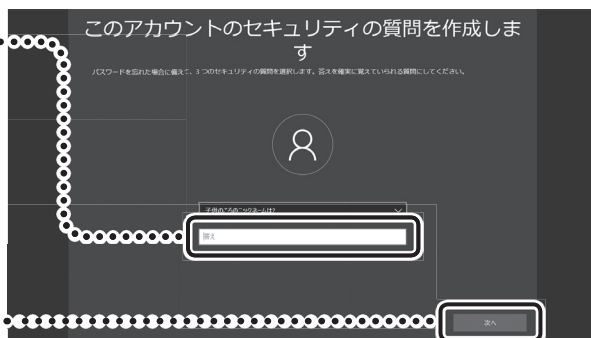 このアカウントのセキュリティの質問を作成しま
す
パスワードを忘れた場合に備えて、3 つのセキュリティの質問を選択します。答えを確実に覚えていられる質問にしてください。
子供のころのニックネームは?
答え
次へ